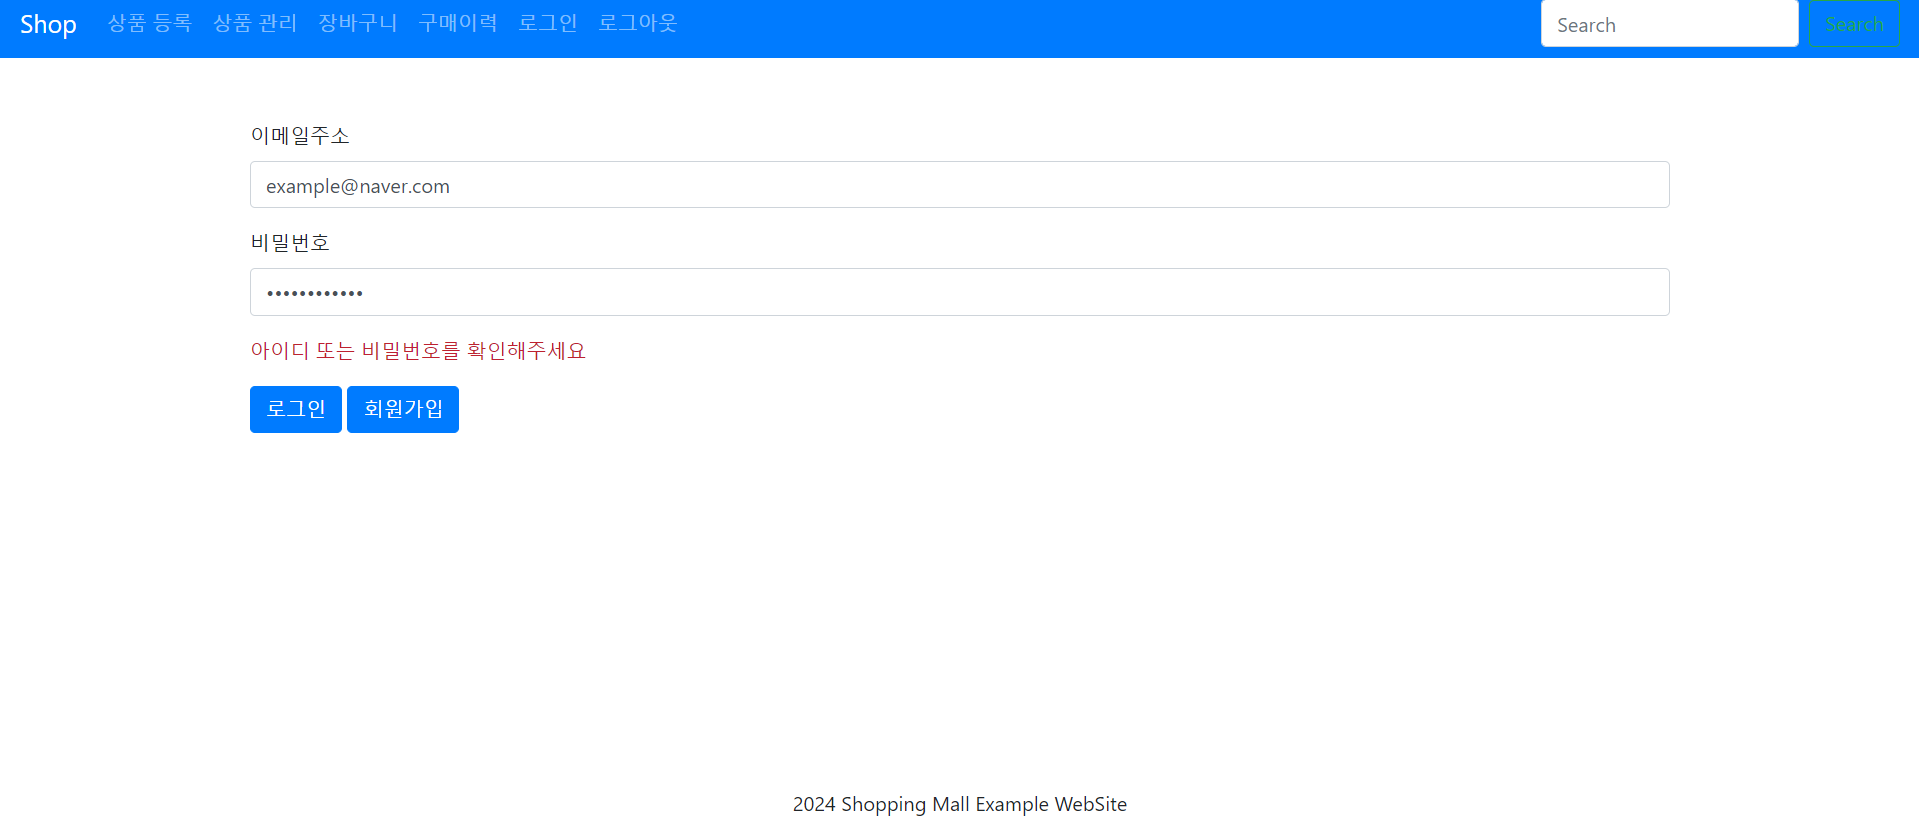 Shop 상품 등록 상품 관리 장바구니 구매이력 로그인 로그아웃 Search Search
이메일주소
example@naver.com
비밀번호
••••••••••••
아이디 또는 비밀번호를 확인해주세요
로그인 회원가입
2024 Shopping Mall Example WebSite